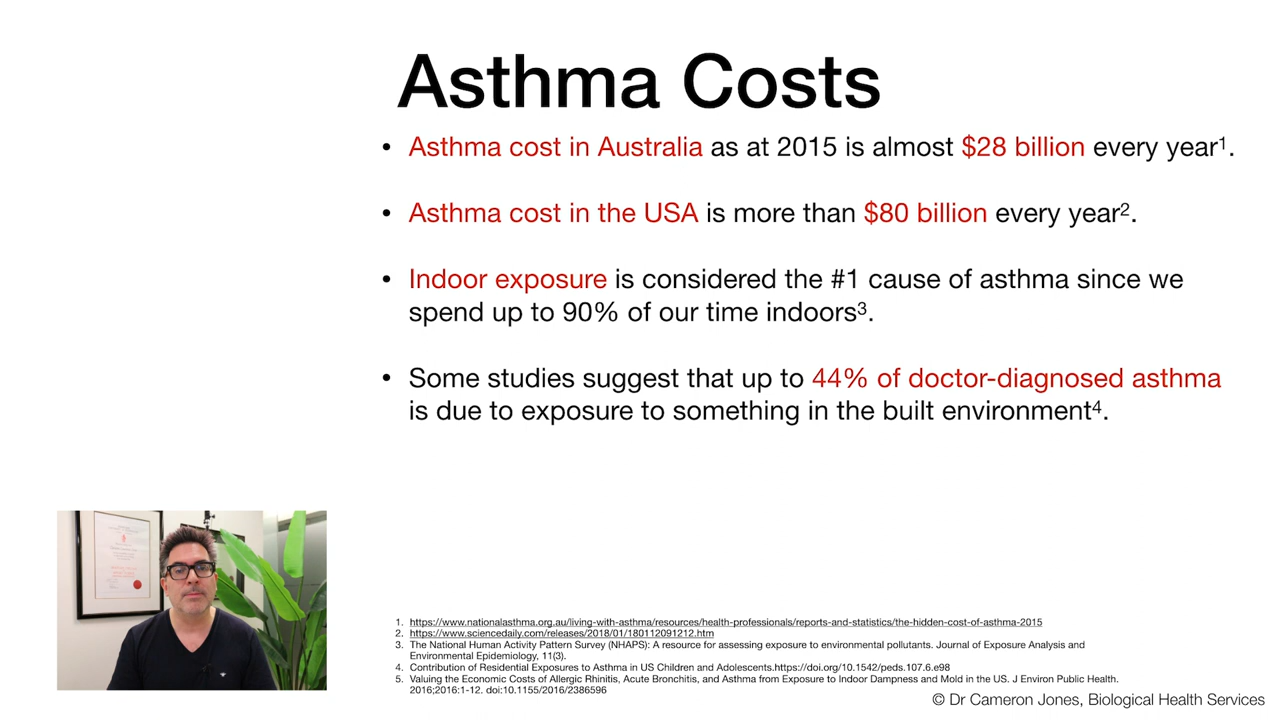 Asthma Costs
• Asthma cost in Australia as at 2015 is almost $28 billion every year1.
• Asthma cost in the USA is more than $80 billion every year2.
• Indoor exposure is considered the #1 cause of asthma since we
spend up to 90% of our time indoors3.
• Some studies suggest that up to 44% of doctor-diagnosed asthma
is due to exposure to something in the built environment4.
1. https://www.nationalasthma.org.au/living-with-asthma/resources/health-professionals/reports-and-statistics/the-hidden-cost-of-asthma-2015
2. https://www.sciencedaily.com/releases/2018/01/180112091212.htm
3. The National Human Activity Pattern Survey (NHAPS): A resource for assessing exposure to environmental pollutants. Journal of Exposure Analysis and
Environmental Epidemiology, 11(3).
4. Contribution of Residential Exposures to Asthma in US Children and Adolescents.https://doi.org/10.1542/peds.107.6.e98
5. Valuing the Economic Costs of Allergic Rhinitis, Acute Bronchitis, and Asthma from Exposure to Indoor Dampness and Mold in the US. J Environ Public Health.
2016;2016:1-12. doi:10.1155/2016/2386596
© Dr Cameron Jones, Biological Health Services